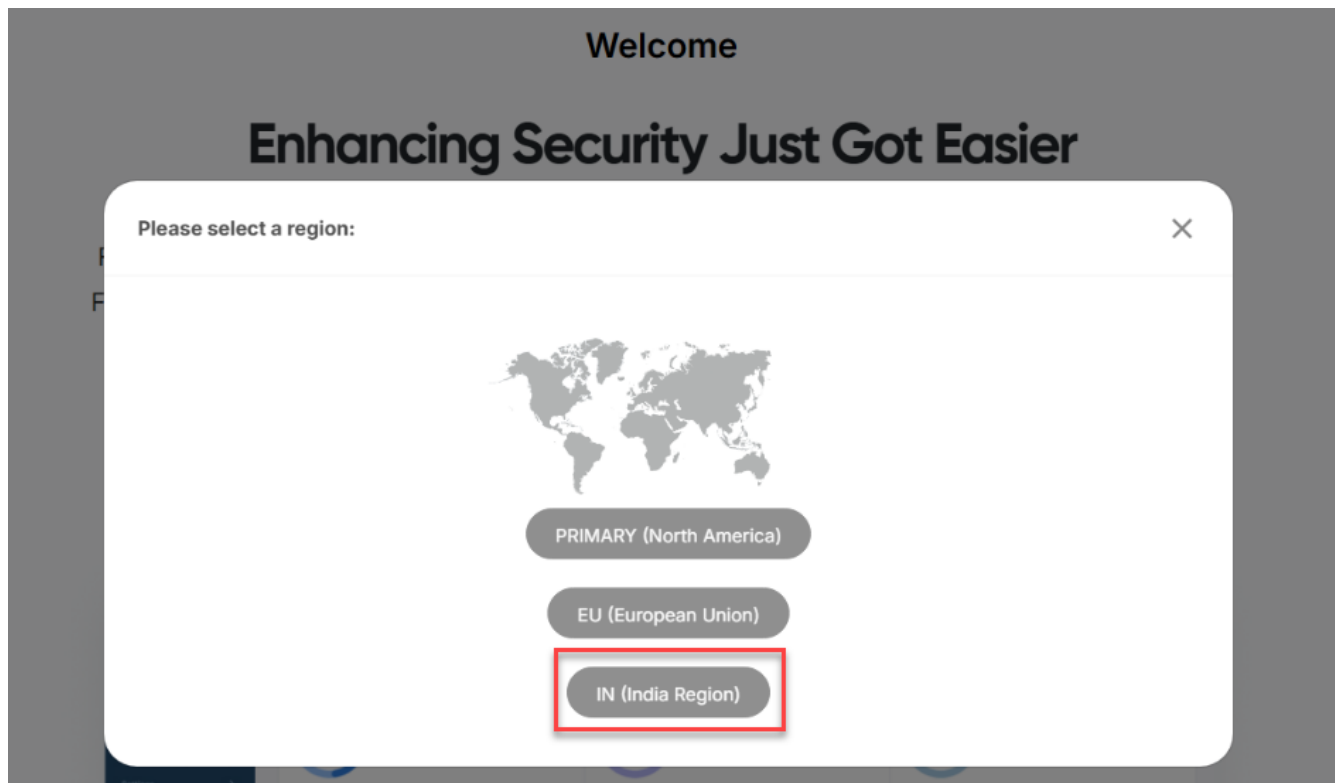 Welcome
Enhancing Security Just Got Easier
Please select a region:
PRIMARY (North America)
EU (European Union)
IN (India Region)